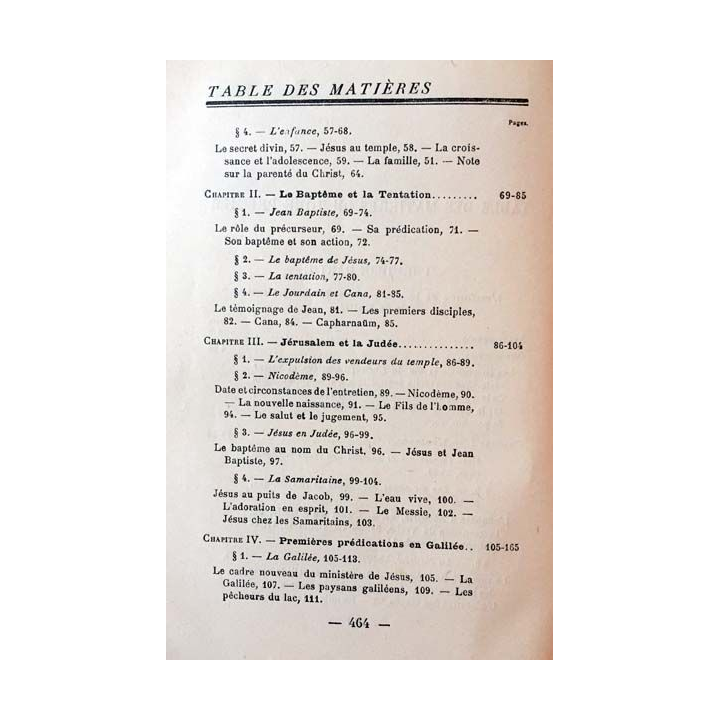 TABLE DES MATIÈRES
Pages.
§ 4. — L'enfance, 57-68.
Le secret divin, 57. — Jésus au temple, 58. — La crois-
sance et l'adolescence, 59. — La famille, 51. — Note
sur la parenté du Christ, 64.
CHAPITRE II. — Le Baptême et la Tentation......... 69-85
§ 1. — Jean Baptiste, 69-74.
Le rôle du précurseur, 69. — Sa prédication, 71. —
Son baptême et son action, 72.
§ 2. — Le baptême de Jésus, 74-77.
§ 3. — La tentation, 77-80.
§ 4. — Le Jourdain et Cana, 81-85.
Le témoignage de Jean, 81. — Les premiers disciples,
82. — Cana, 84. — Capharnaüm, 85.
CHAPITRE III. — Jérusalem et la Judée............... 86-104
§ 1. — L'expulsion des vendeurs du temple, 86-89.
§ 2. — Nicodème, 89-96.
Date et circonstances de l'entretien, 89. — Nicodème, 90.
— La nouvelle naissance, 91. — Le Fils de l'homme,
94. — Le salut et le jugement, 95.
§ 3. — Jésus en Judée, 96-99.
Le baptême au nom du Christ, 96. — Jésus et Jean
Baptiste, 97.
§ 4. — La Samaritaine, 99-104.
Jésus au puits de Jacob, 99. — L'eau vive, 100. —
L'adoration en esprit, 101. — Le Messie, 102. —
Jésus chez les Samaritains, 103.
CHAPITRE IV. — Premières prédications en Galilée.. 105-165
§ 1. — La Galilée, 105-113.
Le cadre nouveau du ministère de Jésus, 105. — La
Galilée, 107. — Les paysans galiléens, 109. — Les
pêcheurs du lac, 111.
— 464 —